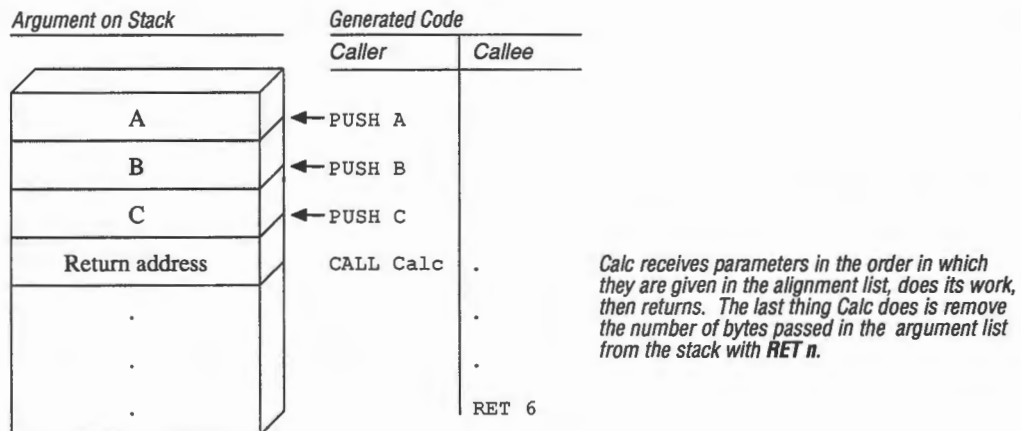 Argument on Stack
Generated Code
Caller
Callee
A
PUSH A
B
PUSH B
C
PUSH C
Return address
CALL Calc
.
.
.
.
.
.
RET 6
Calc receives parameters in the order in which
they are given in the alignment list, does its work,
then returns. The last thing Calc does is remove
the number of bytes passed in the argument list
from the stack with RET n.